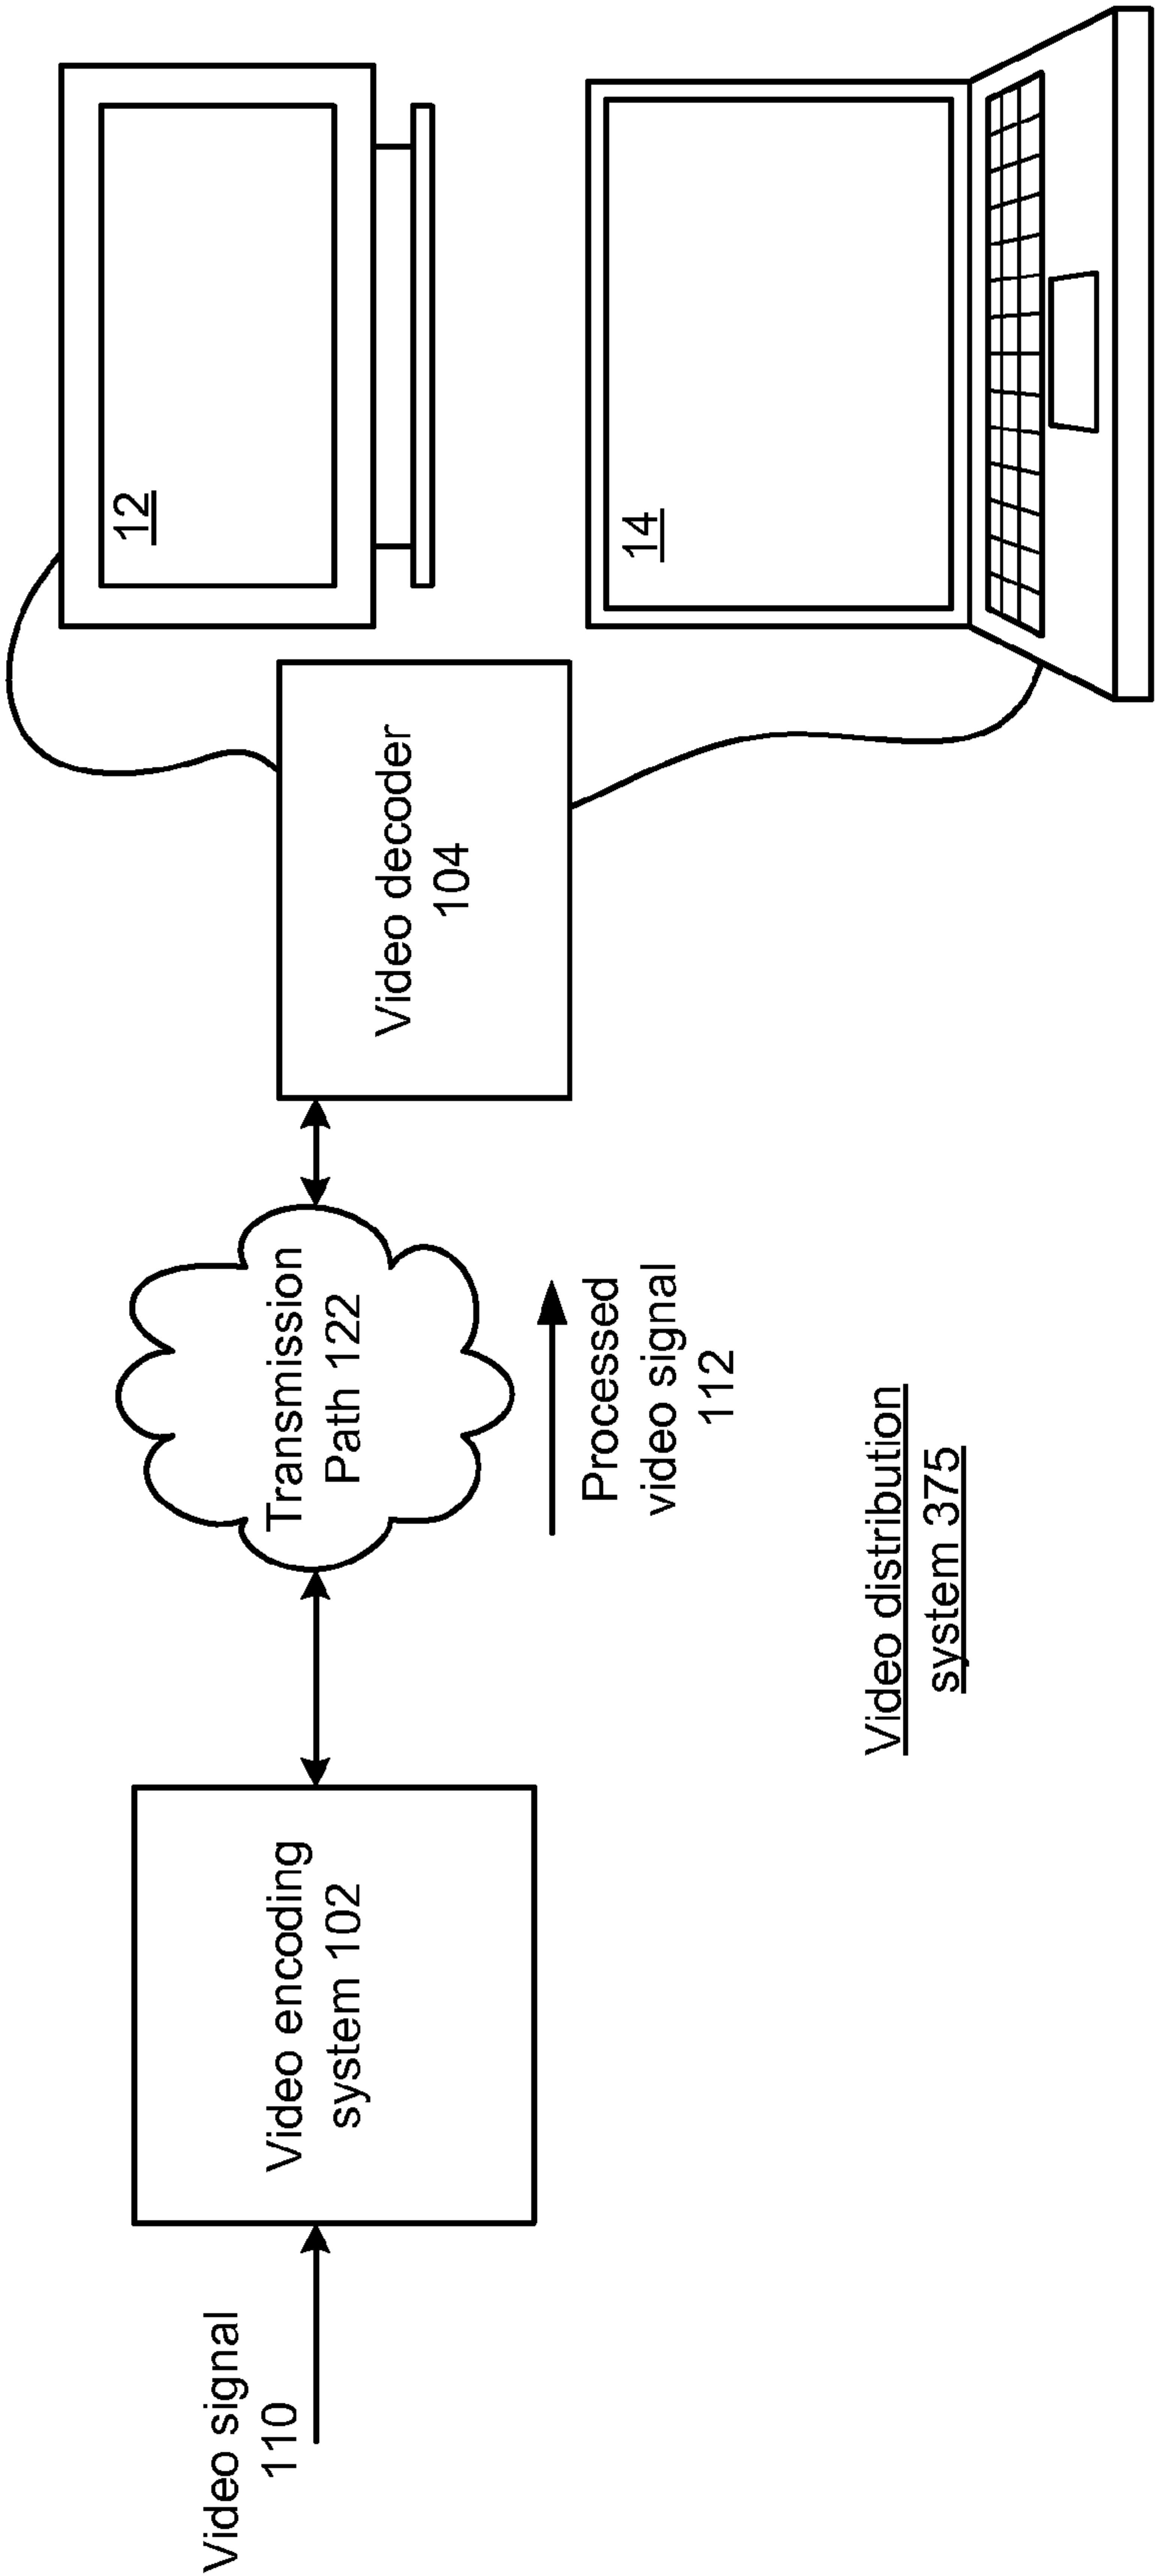 Video signal
110
Video encoding
system 102
Transmission
Path 122
Processed
video signal
112
Video decoder
104
12
14
Video distribution
system 375